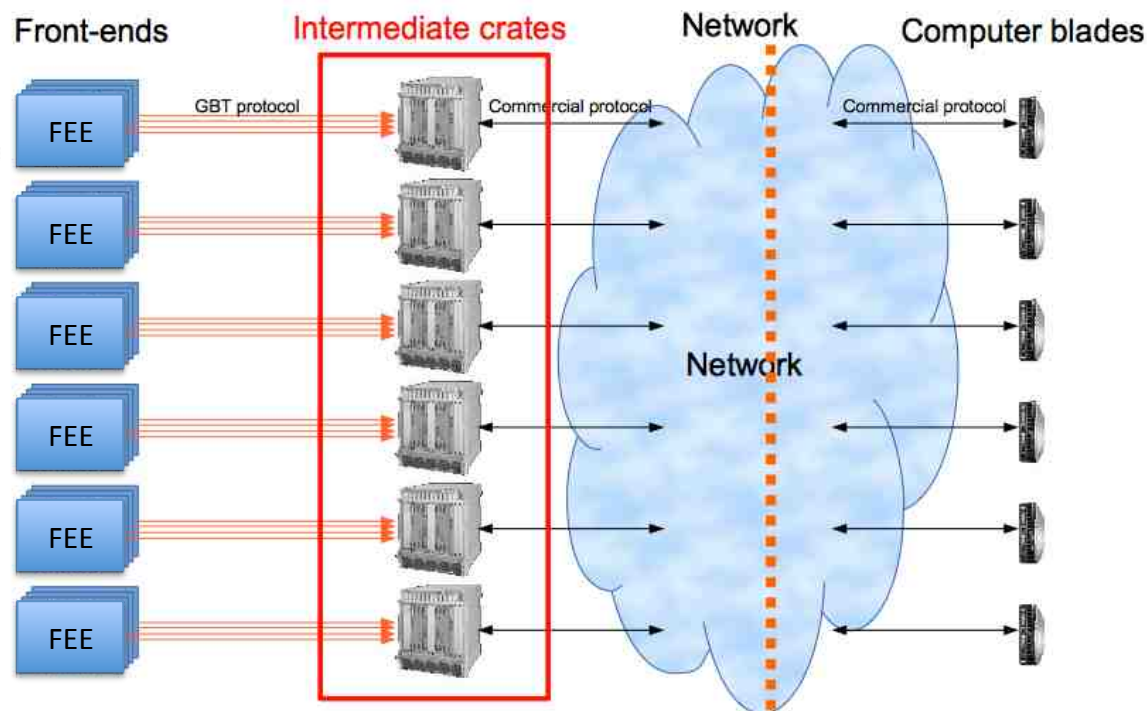 Front-ends
Intermediate crates
Network
Computer blades
FEE
GBT protocol
Commercial protocol
Commercial protocol
FEE
FEE
Network
FEE
FEE
FEE